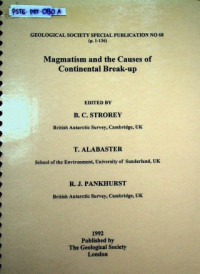 GEOLOGICAL SOCIETY SPECIAL PUBLICATION NO 68
(p. 1-136)
Magmatism and the Causes of
Continental Break-up
EDITED BY
B. C. STROREY
British Antarctic Survey, Cambridge, UK
T. ALABASTER
School of the Environment, University of Sunderland, UK
R. J. PANKHURST
British Antarctic Survey, Cambridge, UK
1992
Published by
The Geological Society
London